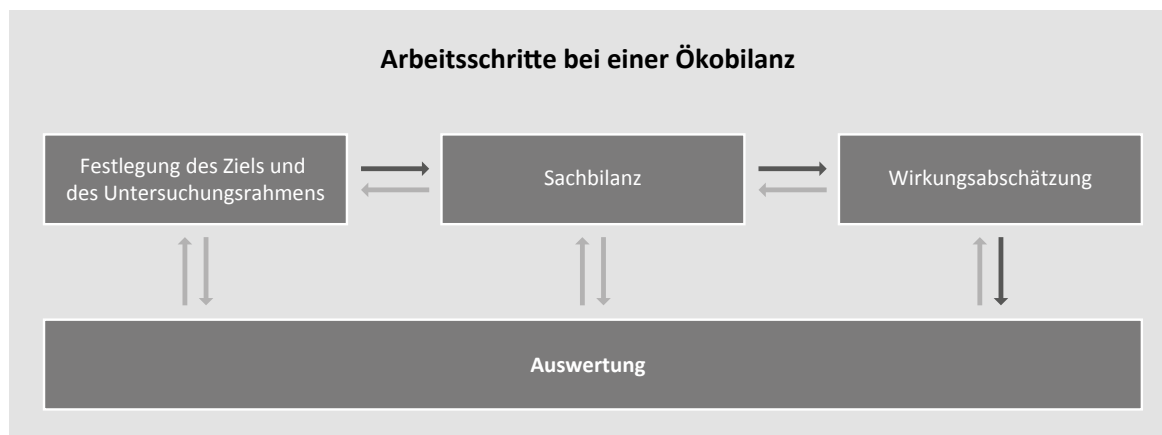 Arbeitsschritte bei einer Ökobilanz
Festlegung des Ziels und
des Untersuchungsrahmens
Sachbilanz
Wirkungsabschätzung
Auswertung